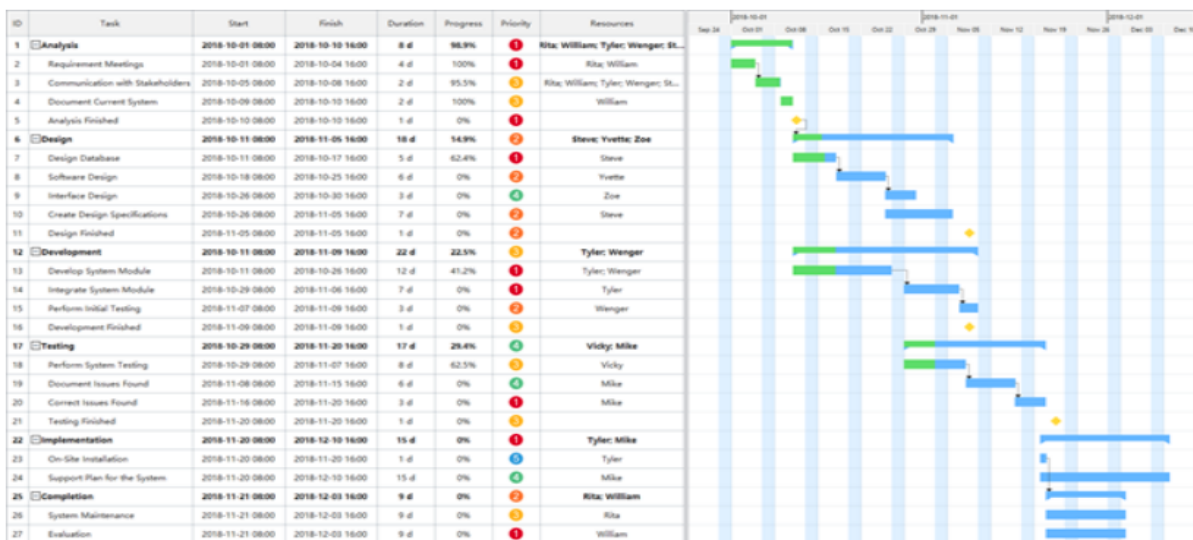 ID Task Start Finish Duration Progress Priority Resources
2018-10-01 2018-11-01 2018-12-01
Sep 24 Oct 01 Oct 08 Oct 15 Oct 22 Oct 29 Nov 05 Nov 12 Nov 19 Nov 26 Dec 03 Dec
1 Analysis 2018-10-01 08:00 2018-10-10 16:00 8 d 98.9% 1 Rita; William; Tyler; Wenger; St...
2 Requirement Meetings 2018-10-01 08:00 2018-10-04 16:00 4 d 100% 1 Rita; William
3 Communication with Stakeholders 2018-10-05 08:00 2018-10-08 16:00 2 d 95.5% 3 Rita; William; Tyler; Wenger; St...
4 Document Current System 2018-10-09 08:00 2018-10-10 16:00 2 d 100% 3 William
5 Analysis Finished 2018-10-10 08:00 2018-10-10 16:00 1 d 0% 1
6 Design 2018-10-11 08:00 2018-11-05 16:00 18 d 14.9% 2 Steve; Yvette; Zoe
7 Design Database 2018-10-11 08:00 2018-10-17 16:00 5 d 62.4% 1 Steve
8 Software Design 2018-10-18 08:00 2018-10-25 16:00 6 d 0% 2 Yvette
9 Interface Design 2018-10-26 08:00 2018-10-30 16:00 3 d 0% 4 Zoe
10 Create Design Specifications 2018-10-26 08:00 2018-11-05 16:00 7 d 0% 2 Steve
11 Design Finished 2018-11-05 08:00 2018-11-05 16:00 1 d 0% 2
12 Development 2018-10-11 08:00 2018-11-09 16:00 22 d 22.5% 3 Tyler; Wenger
13 Develop System Module 2018-10-11 08:00 2018-10-26 16:00 12 d 41.2% 1 Tyler; Wenger
14 Integrate System Module 2018-10-29 08:00 2018-11-06 16:00 7 d 0% 1 Tyler
15 Perform Initial Testing 2018-11-07 08:00 2018-11-09 16:00 3 d 0% 2 Wenger
16 Development Finished 2018-11-09 08:00 2018-11-09 16:00 1 d 0% 3
17 Testing 2018-10-29 08:00 2018-11-20 16:00 17 d 29.4% 4 Vicky; Mike
18 Perform System Testing 2018-10-29 08:00 2018-11-07 16:00 8 d 62.5% 3 Vicky
19 Document Issues Found 2018-11-08 08:00 2018-11-15 16:00 6 d 0% 4 Mike
20 Correct Issues Found 2018-11-16 08:00 2018-11-20 16:00 3 d 0% 1 Mike
21 Testing Finished 2018-11-20 08:00 2018-11-20 16:00 1 d 0% 3
22 Implementation 2018-11-20 08:00 2018-12-10 16:00 15 d 0% 1 Tyler; Mike
23 On-Site Installation 2018-11-20 08:00 2018-11-20 16:00 1 d 0% 5 Tyler
24 Support Plan for the System 2018-11-20 08:00 2018-12-10 16:00 15 d 0% 4 Mike
25 Completion 2018-11-21 08:00 2018-12-03 16:00 9 d 0% 2 Rita; William
26 System Maintenance 2018-11-21 08:00 2018-12-03 16:00 9 d 0% 3 Rita
27 Evaluation 2018-11-21 08:00 2018-12-03 16:00 9 d 0% 1 William